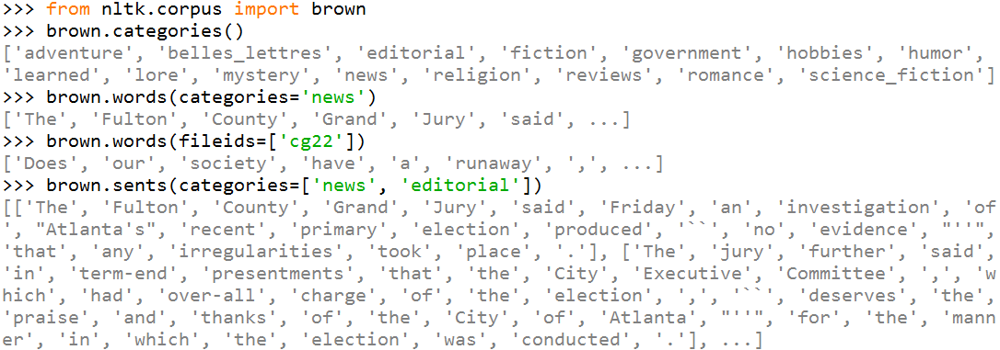 >>> from nltk.corpus import brown
>>> brown.categories()
['adventure', 'belles_lettres', 'editorial', 'fiction', 'government', 'hobbies', 'humor',
'learned', 'lore', 'mystery', 'news', 'religion', 'reviews', 'romance', 'science_fiction']
>>> brown.words(categories='news')
['The', 'Fulton', 'County', 'Grand', 'Jury', 'said', ...]
>>> brown.words(fileids=['cg22'])
['Does', 'our', 'society', 'have', 'a', 'runaway', ',', ...]
>>> brown.sents(categories=['news', 'editorial'])
[['The', 'Fulton', 'County', 'Grand', 'Jury', 'said', 'Friday', 'an', 'investigation', 'of
', "Atlanta's", 'recent', 'primary', 'election', 'produced', '``', 'no', 'evidence', "''",
'that', 'any', 'irregularities', 'took', 'place', '.'], ['The', 'jury', 'further', 'said',
'in', 'term-end', 'presentments', 'that', 'the', 'City', 'Executive', 'Committee', ',', 'w
hich', 'had', 'over-all', 'charge', 'of', 'the', 'election', ',', '``', 'deserves', 'the',
'praise', 'and', 'thanks', 'of', 'the', 'City', 'of', 'Atlanta', "''", 'for', 'the', 'mann
er', 'in', 'which', 'the', 'election', 'was', 'conducted', '.'], ...]